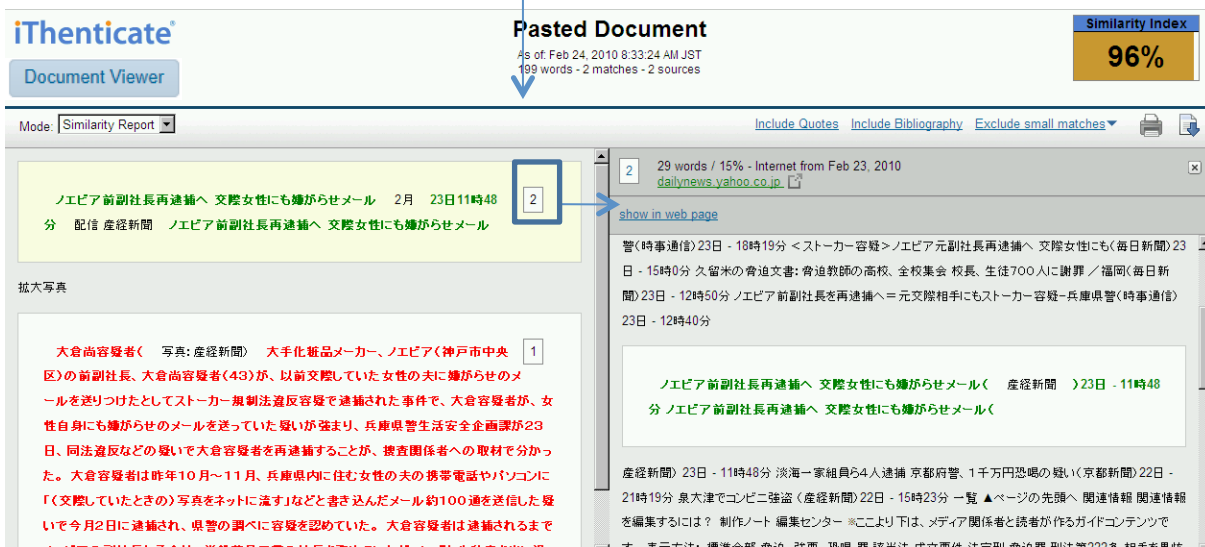 iThenticate®
Document Viewer
Pasted Document
As of: Feb 24, 2010 8:33:24 AM JST
199 words - 2 matches - 2 sources
Similarity Index
96%
Mode: Similarity Report
Include Quotes Include Bibliography Exclude small matches
ノエビア前副社長再逮捕へ 交際女性にも嫌がらせメール 2月 23日11時48
分 配信 産経新聞 ノエビア前副社長再逮捕へ 交際女性にも嫌がらせメール
2
拡大写真
大倉尚容疑者( 写真:産経新聞) 大手化粧品メーカー、ノエビア(神戸市中央
1
区)の前副社長、大倉尚容疑者(43)が、以前交際していた女性の夫に嫌がらせのメ
ールを送りつけたとしてストーカー規制法違反容疑で逮捕された事件で、大倉容疑者が、女
性自身にも嫌がらせのメールを送っていた疑いが強まり、兵庫県警生活安全企画課が23
日、同法違反などの疑いで大倉容疑者を再逮捕することが、捜査関係者への取材で分かっ
た。大倉容疑者は昨年10月～11月、兵庫県内に住む女性の夫の携帯電話やパソコンに
「(交際していたときの)写真をネットに流す」などと書き込んだメール約100通を送信した疑
いで今月2日に逮捕され、県警の調べに容疑を認めていた。大倉容疑者は逮捕されるまで
2
29 words / 15% - Internet from Feb 23, 2010
dailynews.yahoo.co.jp
show in web page
警(時事通信)23日 - 18時19分 <ストーカー容疑>ノエビア元副社長再逮捕へ 交際女性にも(毎日新聞)23
日 - 15時0分 久留米の脅迫文書: 脅迫教師の高校、全校集会 校長、生徒700人に謝罪／福岡(毎日新
聞)23日 - 12時50分 ノエビア前副社長を再逮捕へ=元交際相手にもストーカー容疑-兵庫県警(時事通信)
23日 - 12時40分
ノエビア前副社長再逮捕へ 交際女性にも嫌がらせメール( 産経新聞 )23日 - 11時48
分 ノエビア前副社長再逮捕へ 交際女性にも嫌がらせメール(
産経新聞) 23日 - 11時48分 淡海一家組員ら4人逮捕 京都府警、1千万円恐喝の疑い(京都新聞)22日 -
21時19分 泉大津でコンビニ強盗 (産経新聞)22日 - 15時23分 一覧 ▲ページの先頭へ 関連情報 関連情報
を編集するには? 制作ノート 編集センター ※ここより下は、メディア関係者と読者が作るガイドコンテンツで